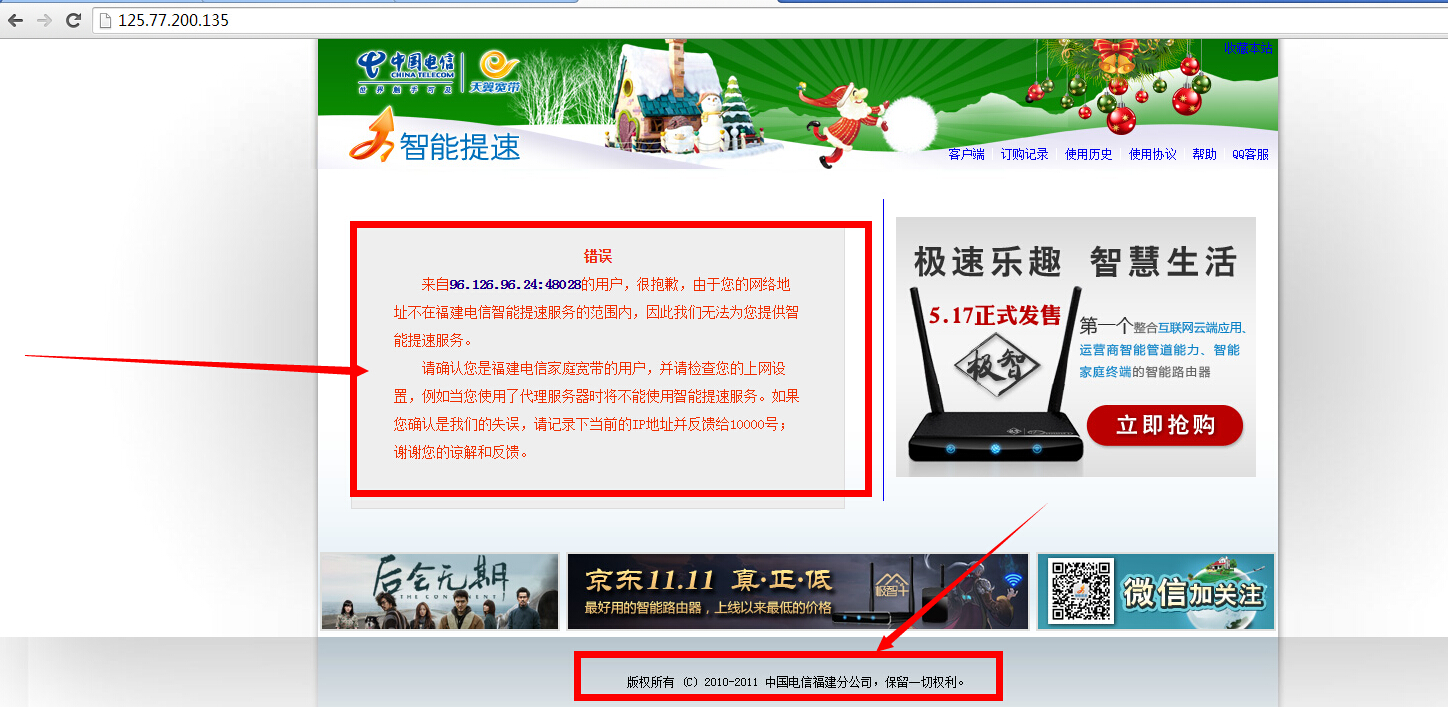 125.77.200.135
收藏本站
中国电信
CHINA TELECOM
世界触手可及
天翼宽带
智能提速
客户端 订购记录 使用历史 使用协议 帮助 QQ客服
错误
来自96.126.96.24:48028的用户，很抱歉，由于您的网络地
址不在福建电信智能提速服务的范围内，因此我们无法为您提供智
能提速服务。
请确认您是福建电信家庭宽带的用户，并请检查您的上网设
置，例如当您使用了代理服务器时将不能使用智能提速服务。如果
您确认是我们的失误，请记录下当前的IP地址并反馈给10000号；
谢谢您的谅解和反馈。
极速乐趣 智慧生活
5.17正式发售
极智
第一个整合互联网云端应用、
运营商智能管道能力、智能
家庭终端的智能路由器
立即抢购
后会无期
THE CONTINENT
京东11.11 真·正·低
最好用的智能路由器，上线以来最低的价格
微信加关注
版权所有 (C) 2010-2011 中国电信福建分公司，保留一切权利。